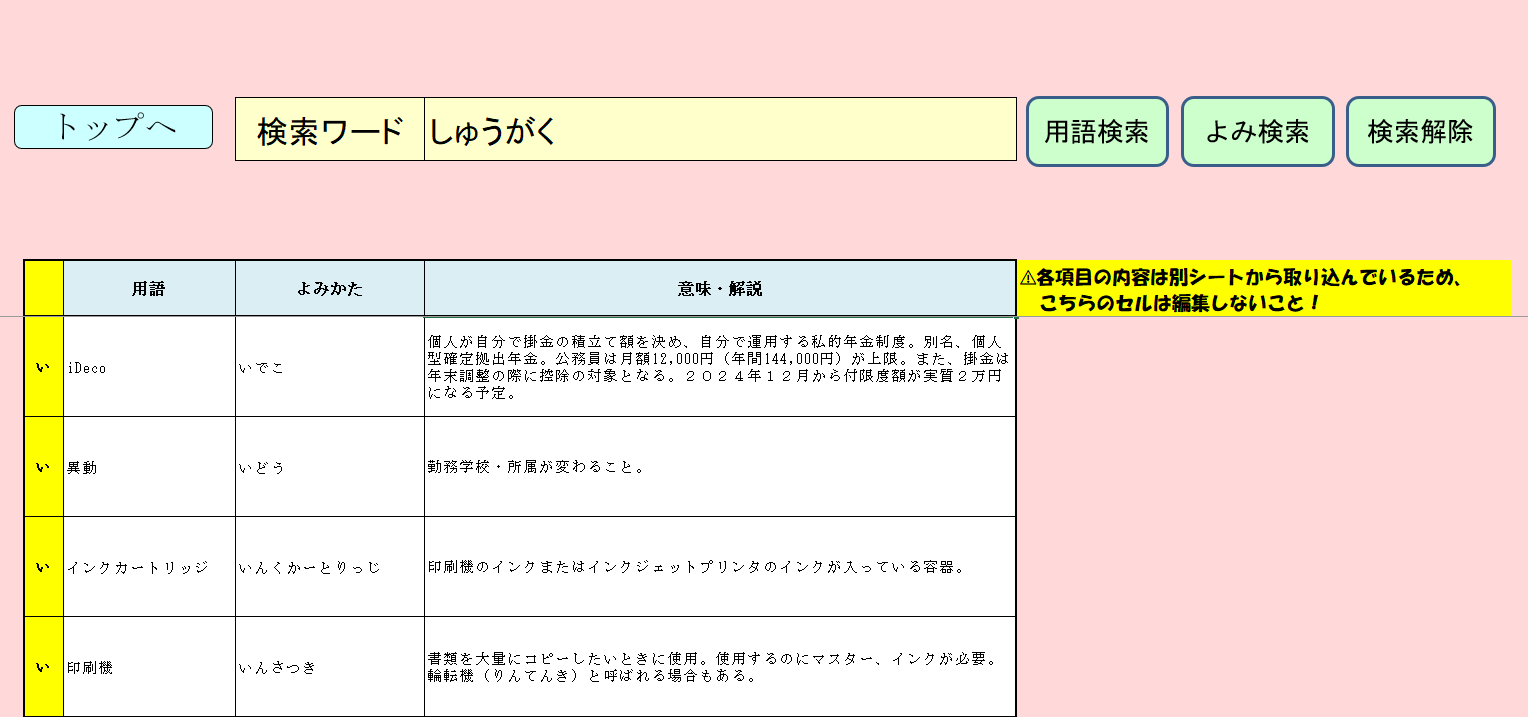 トップへ
検索ワード
しゅうがく
用語検索
よみ検索
検索解除
用語
よみかた
意味・解説
⚠各項目の内容は別シートから取り込んでいるため、
こちらのセルは編集しないこと！
い
iDeco
いでこ
個人が自分で掛金の積立て額を決め、自分で運用する私的年金制度。別名、個人
型確定拠出年金。公務員は月額12,000円（年間144,000円）が上限。また、掛金は
年末調整の際に控除の対象となる。２０２４年１２月から付限度額が実質２万円
になる予定。
い
異動
いどう
勤務学校・所属が変わること。
い
インクカートリッジ
いんくかーとりっじ
印刷機のインクまたはインクジェットプリンタのインクが入っている容器。
い
印刷機
いんさつき
書類を大量にコピーしたいときに使用。使用するのにマスター、インクが必要。
輪転機（りんてんき）と呼ばれる場合もある。